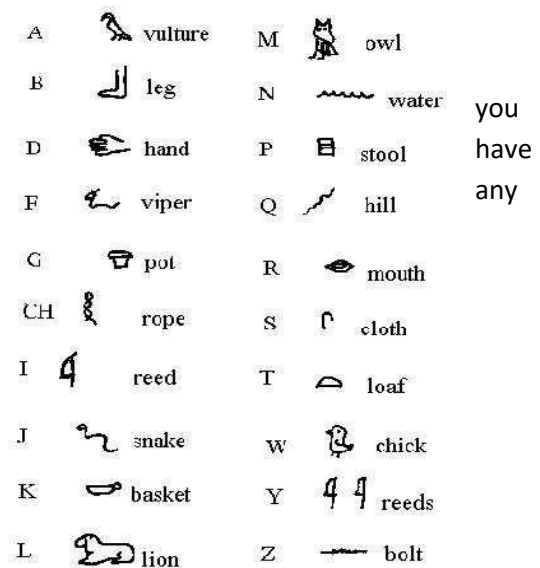 A vulture
B leg
D hand
F viper
G pot
CH rope
I reed
J snake
K basket
L lion
M owl
N water
P stool
Q hill
R mouth
S cloth
T loaf
W chick
Y reeds
Z bolt
you
have
any